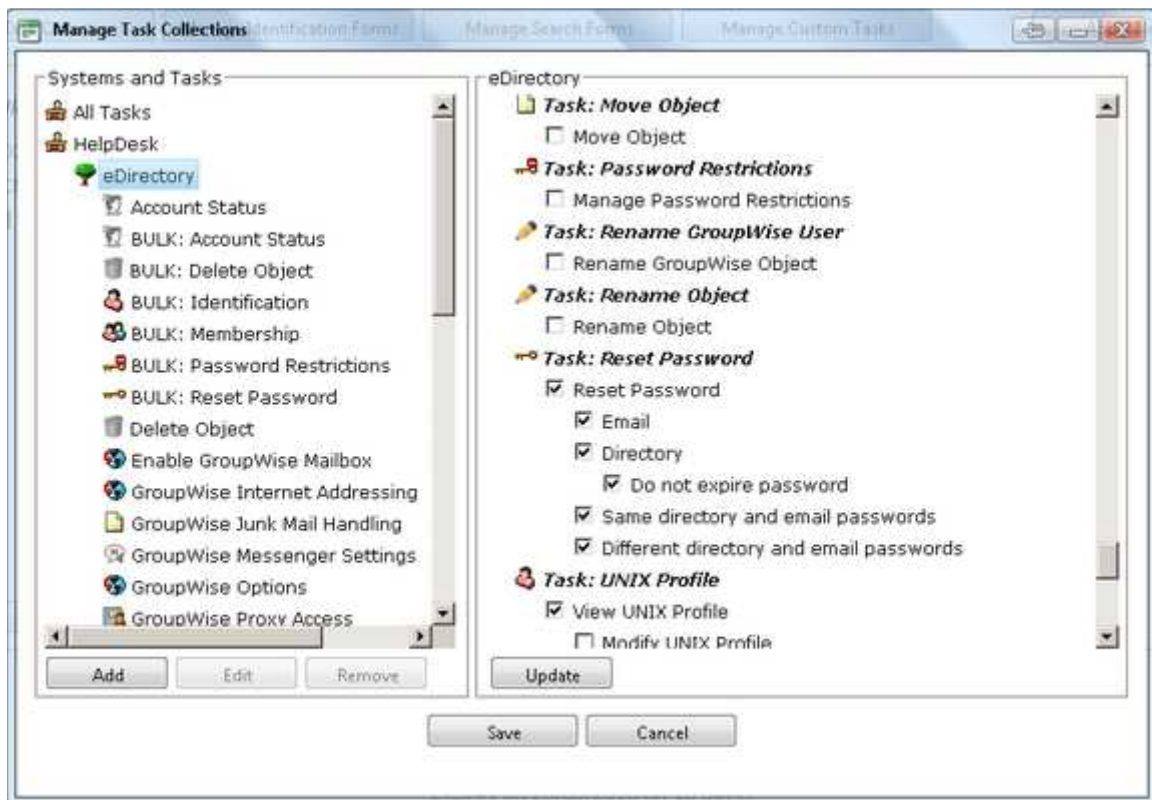 Manage Task Collections
Identification Forms
Manage Search Forms
Manage Custom Tasks
Systems and Tasks
All Tasks
HelpDesk
eDirectory
Account Status
BULK: Account Status
BULK: Delete Object
BULK: Identification
BULK: Membership
BULK: Password Restrictions
BULK: Reset Password
Delete Object
Enable GroupWise Mailbox
GroupWise Internet Addressing
GroupWise Junk Mail Handling
GroupWise Messenger Settings
GroupWise Options
GroupWise Proxy Access
Add
Edit
Remove
eDirectory
Task: Move Object
Move Object
Task: Password Restrictions
Manage Password Restrictions
Task: Rename GroupWise User
Rename GroupWise Object
Task: Rename Object
Rename Object
Task: Reset Password
Reset Password
Email
Directory
Do not expire password
Same directory and email passwords
Different directory and email passwords
Task: UNIX Profile
View UNIX Profile
Modify UNIX Profile
Update
Save
Cancel